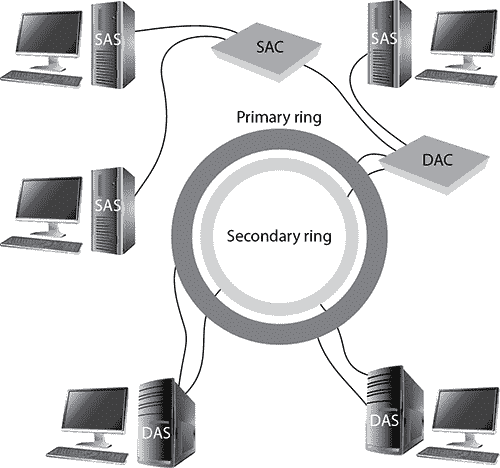 SAS
SAC
SAS
Primary ring
DAC
SAS
Secondary ring
DAS
DAS